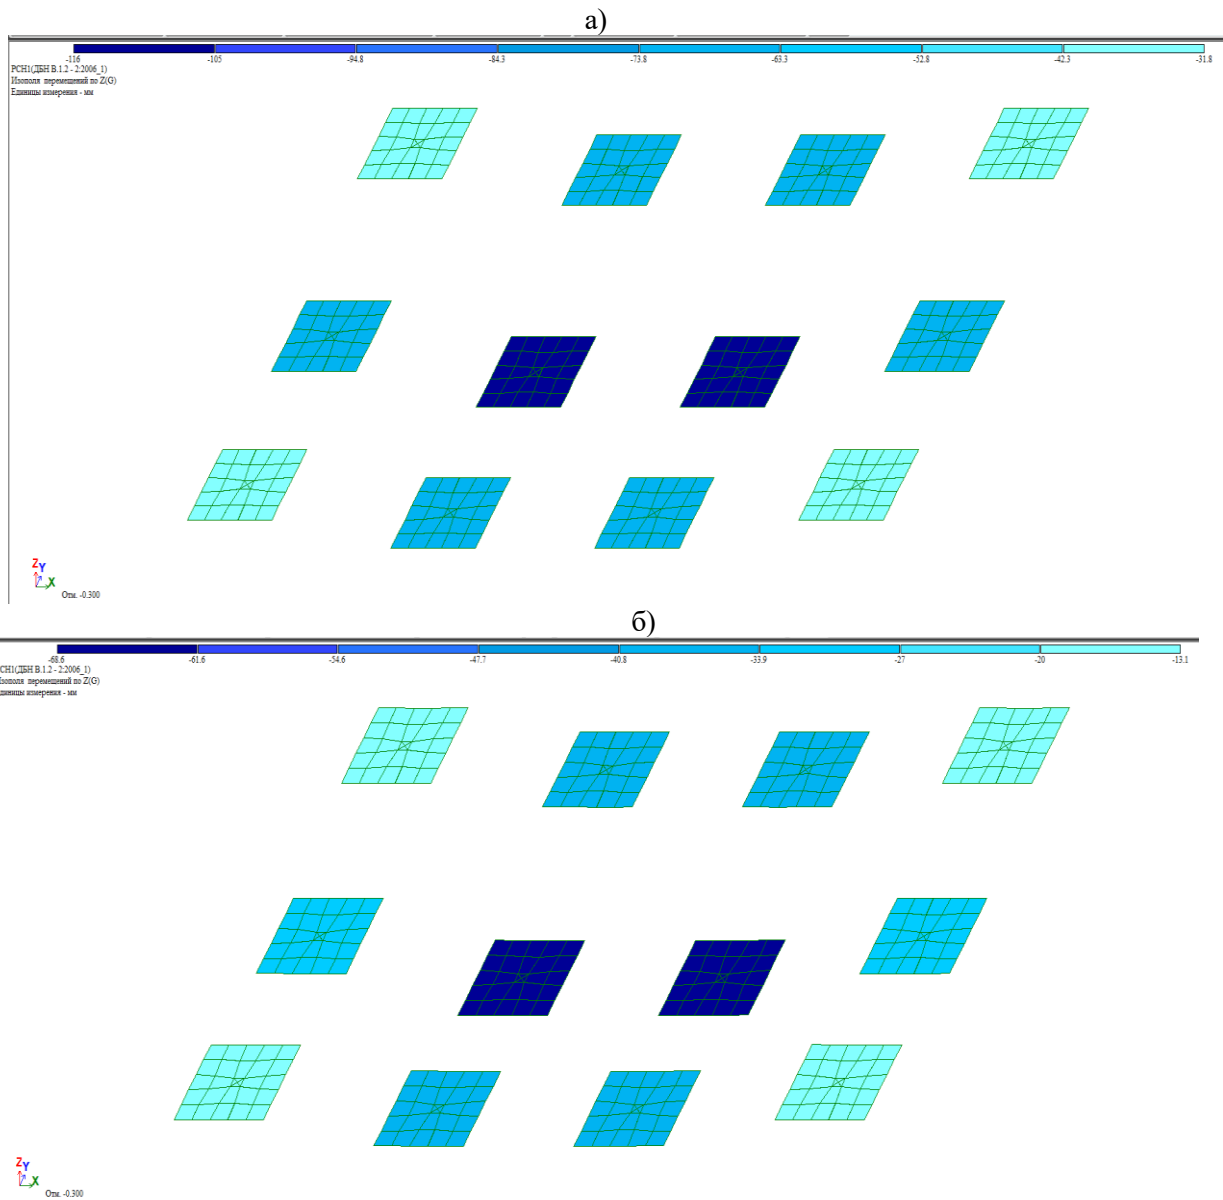 а)
-116 -105 -94.8 -84.3 -73.8 -63.3 -52.8 -42.3 -31.8
РСН1(ДБН В.1.2 - 2:2006_1)
Изополя перемещений по Z(G)
Единицы измерения - мм
Z
Y
X
Отм. -0.300
б)
-68.6 -61.6 -54.6 -47.7 -40.8 -33.9 -27 -20 -13.1
СН1(ДБН В.1.2 - 2:2006_1)
Изополя перемещений по Z(G)
диницы измерения - мм
Z
Y
X
Отм. -0.300